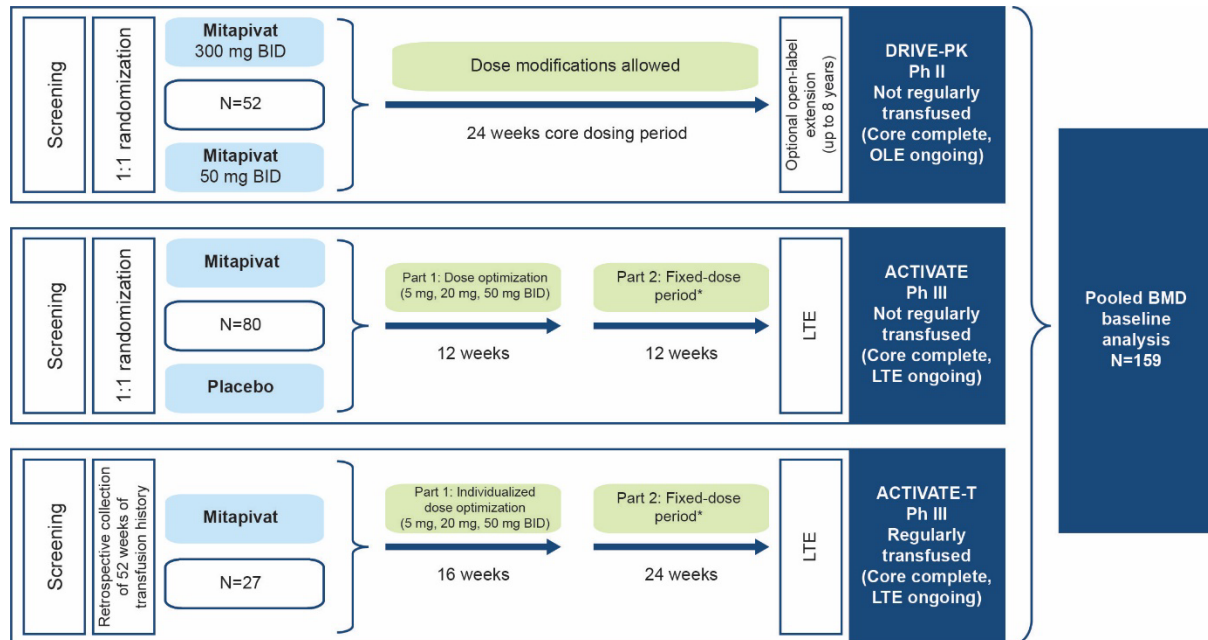 Screening
1:1 randomization
Mitapivat
300 mg BID
N=52
Mitapivat
50 mg BID
Dose modifications allowed
24 weeks core dosing period
Optional open-label
extension
(up to 8 years)
DRIVE-PK
Ph II
Not regularly
transfused
(Core complete,
OLE ongoing)
Screening
1:1 randomization
Mitapivat
N=80
Placebo
Part 1: Dose optimization
(5 mg, 20 mg, 50 mg BID)
12 weeks
Part 2: Fixed-dose
period*
12 weeks
LTE
ACTIVATE
Ph III
Not regularly
transfused
(Core complete,
LTE ongoing)
Screening
Retrospective collection
of 52 weeks of
transfusion history
Mitapivat
N=27
Part 1: Individualized
dose optimization
(5 mg, 20 mg, 50 mg BID)
16 weeks
Part 2: Fixed-dose
period*
24 weeks
LTE
ACTIVATE-T
Ph III
Regularly
transfused
(Core complete,
LTE ongoing)
Pooled BMD
baseline
analysis
N=159